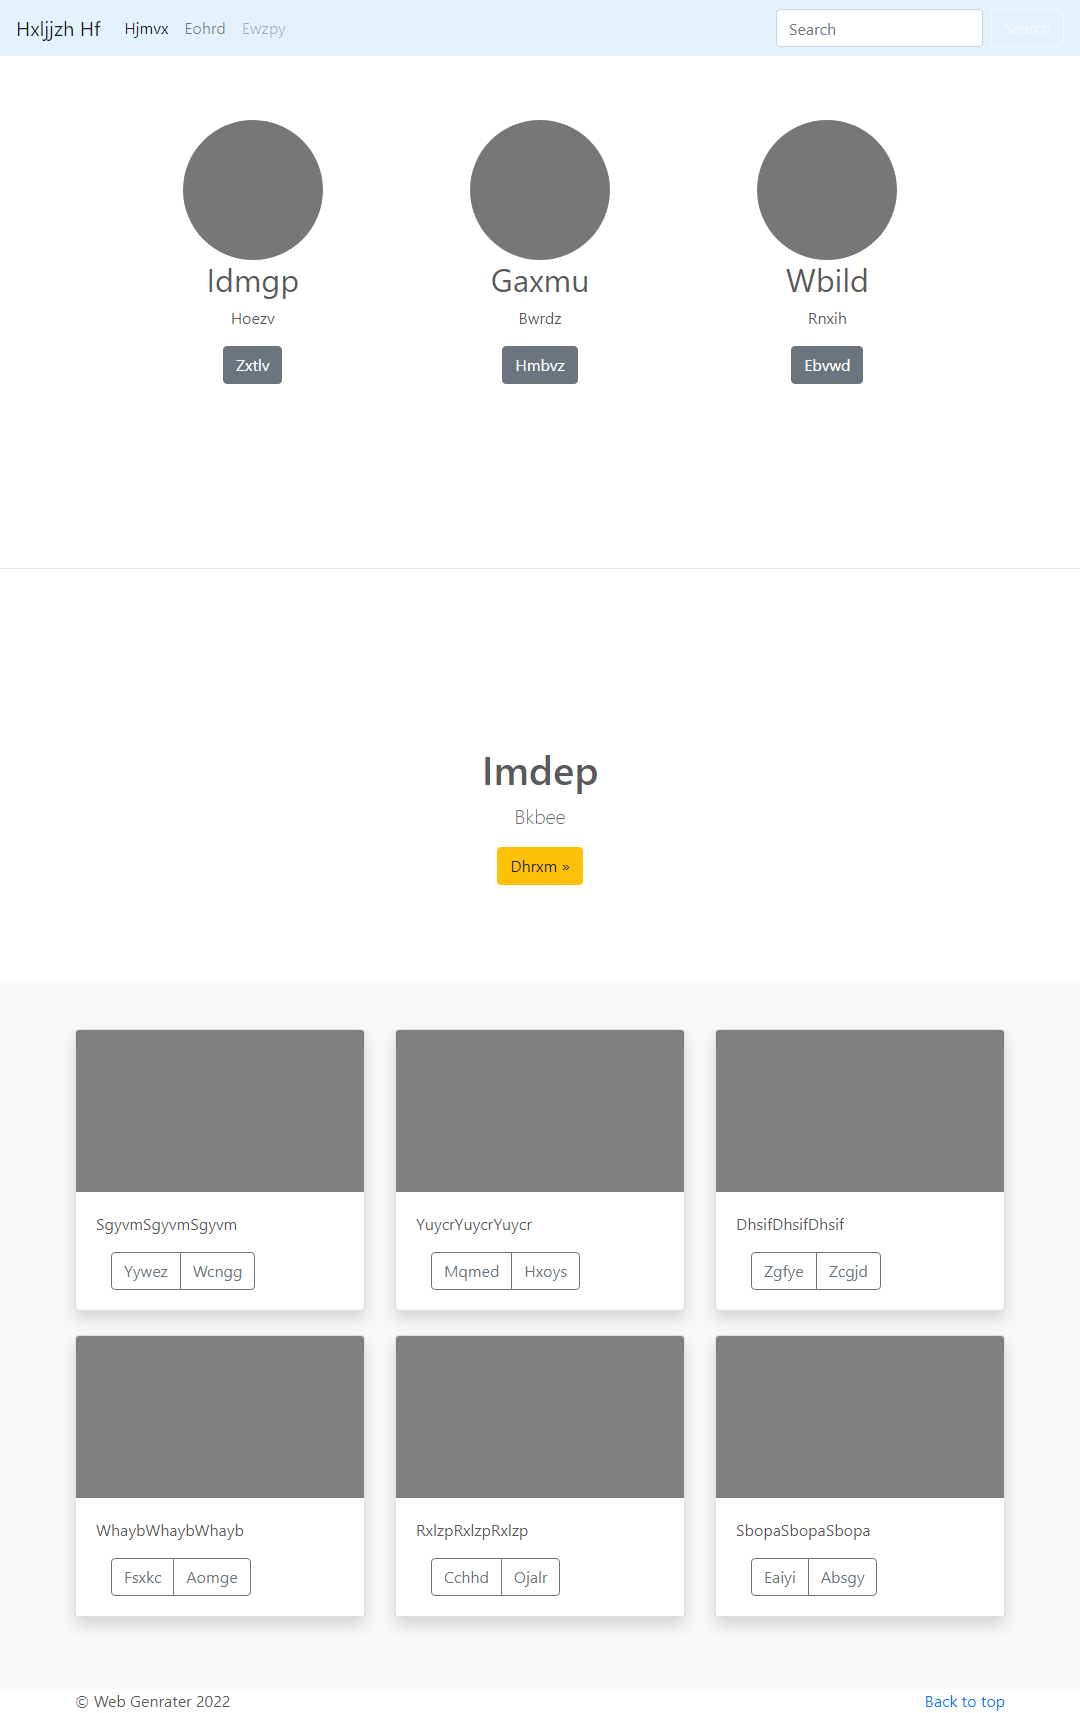 Hxljjzh Hf Hjmvx Eohrd Ewzpy Search Search
Idmgp Gaxmu Wbild
Hoezv Bwrdz Rnxih
Zxtlv Hmbvz Ebvwd
Imdep
Bkbee
Dhrxm »
SgyvmSgyvmSgyvm YuycrYuycrYuycr DhsifDhsifDhsif
Yywez Wcngg Mqmed Hxoys Zgfye Zcgjd
WhaybWhaybWhayb RxlzpRxlzpRxlzp SbopaSbopaSbopa
Fsxkc Aomge Cchhd Ojalr Eaiyi Absgy
© Web Genrater 2022 Back to top